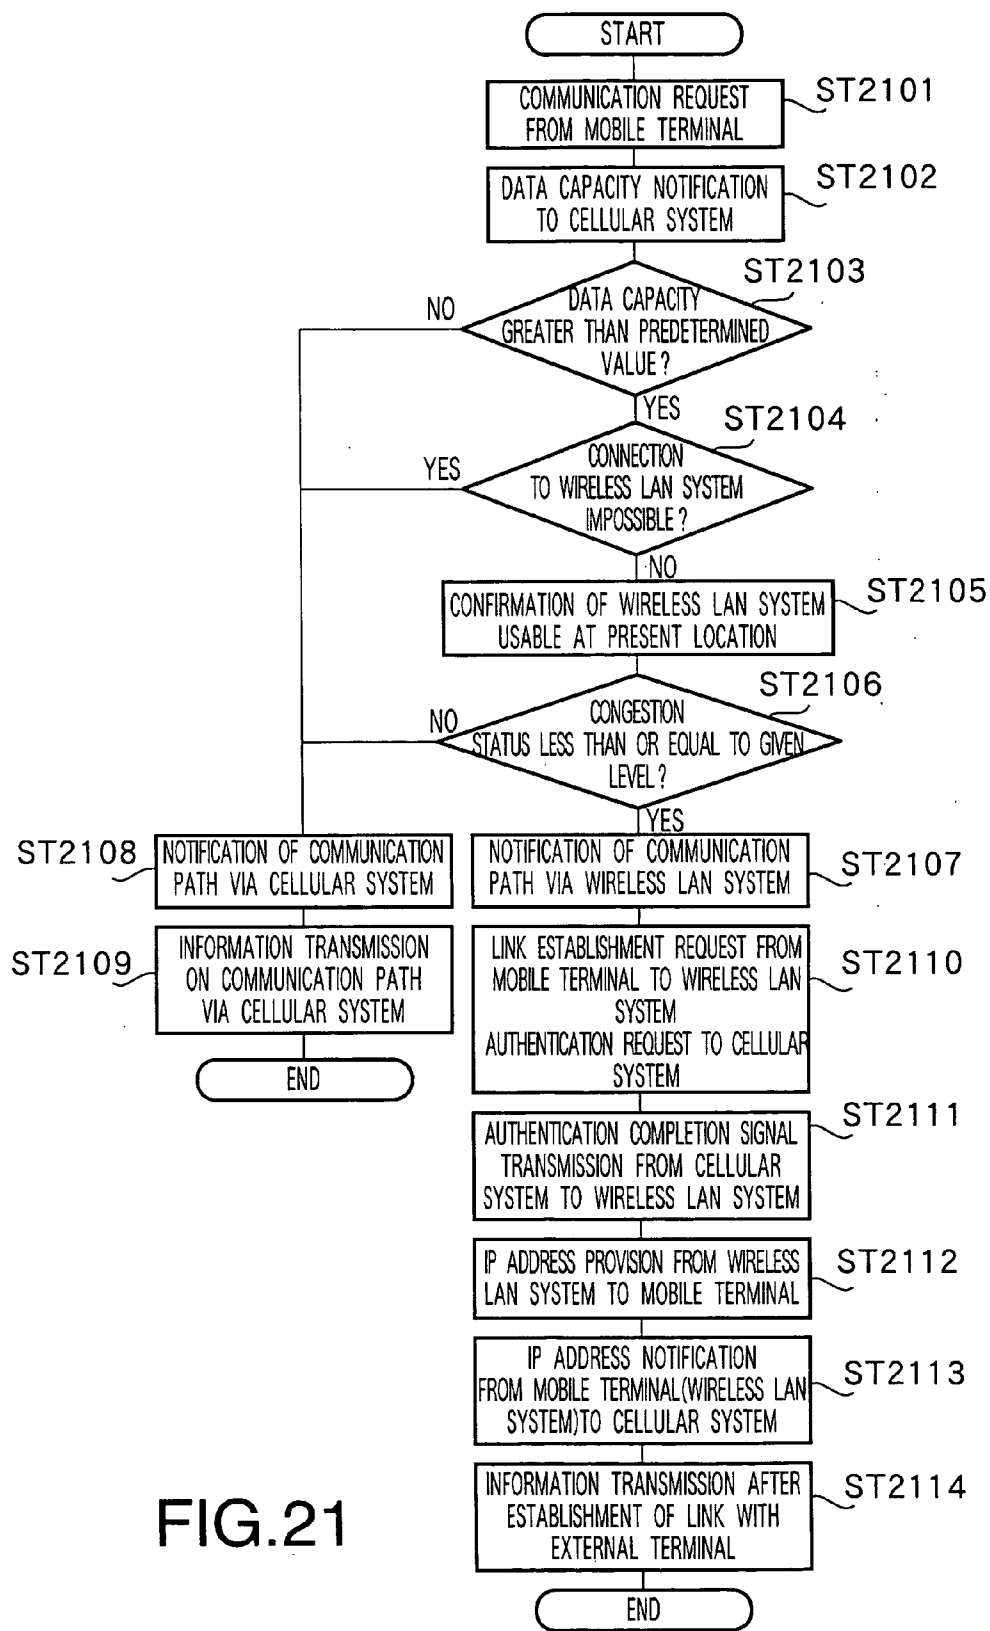 START
COMMUNICATION REQUEST
FROM MOBILE TERMINAL
ST2101
DATA CAPACITY NOTIFICATION
TO CELLULAR SYSTEM
ST2102
DATA CAPACITY
GREATER THAN PREDETERMINED
VALUE?
ST2103
NO
YES
CONNECTION
TO WIRELESS LAN SYSTEM
IMPOSSIBLE?
ST2104
YES
NO
CONFIRMATION OF WIRELESS LAN SYSTEM
USABLE AT PRESENT LOCATION
ST2105
CONGESTION
STATUS LESS THAN OR EQUAL TO GIVEN
LEVEL?
ST2106
NO
YES
ST2108
NOTIFICATION OF COMMUNICATION
PATH VIA CELLULAR SYSTEM
NOTIFICATION OF COMMUNICATION
PATH VIA WIRELESS LAN SYSTEM
ST2107
ST2109
INFORMATION TRANSMISSION
ON COMMUNICATION PATH
VIA CELLULAR SYSTEM
END
LINK ESTABLISHMENT REQUEST FROM
MOBILE TERMINAL TO WIRELESS LAN
SYSTEM
AUTHENTICATION REQUEST TO CELLULAR
SYSTEM
ST2110
AUTHENTICATION COMPLETION SIGNAL
TRANSMISSION FROM CELLULAR
SYSTEM TO WIRELESS LAN SYSTEM
ST2111
IP ADDRESS PROVISION FROM WIRELESS
LAN SYSTEM TO MOBILE TERMINAL
ST2112
IP ADDRESS NOTIFICATION
FROM MOBILE TERMINAL(WIRELESS LAN
SYSTEM)TO CELLULAR SYSTEM
ST2113
INFORMATION TRANSMISSION AFTER
ESTABLISHMENT OF LINK WITH
EXTERNAL TERMINAL
ST2114
END
FIG.21